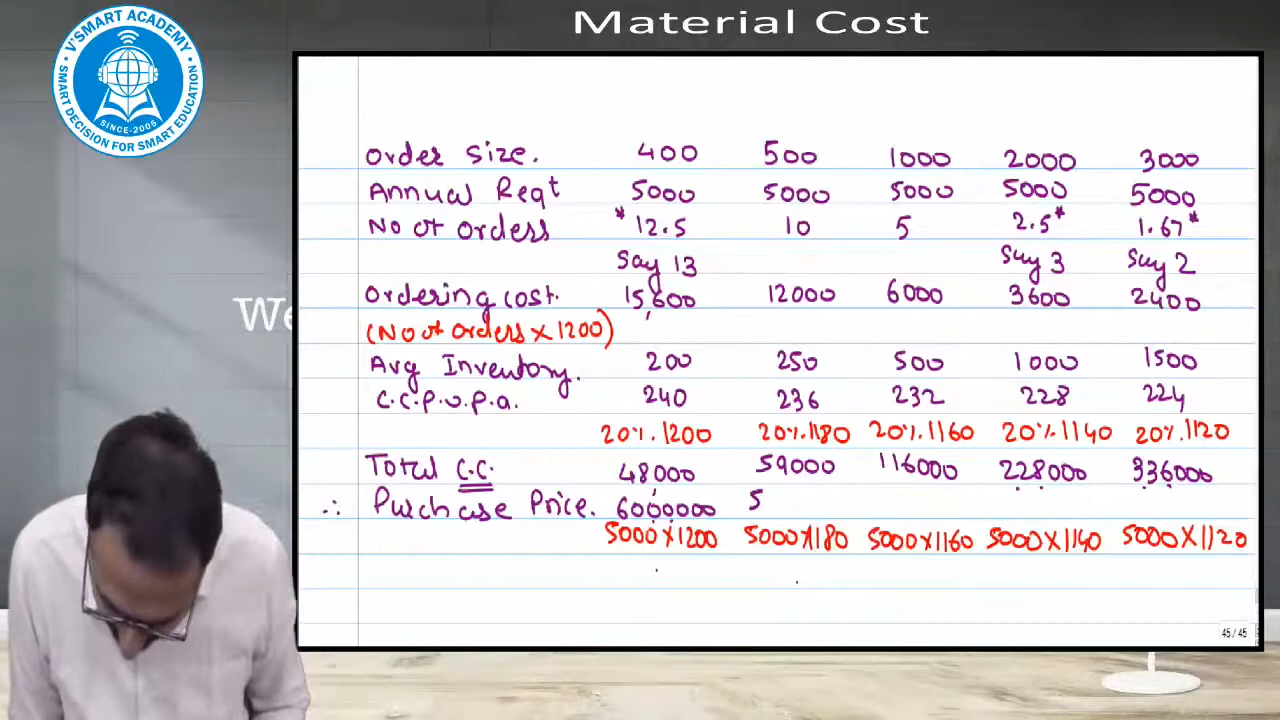 Material Cost
V'SMART ACADEMY
SMART DECISION FOR SMART EDUCATION
SINCE-2005
We
Order Size. 400 500 1000 2000 3000
Annual Reqt 5000 5000 5000 5000 5000
No of orders *12.5 10 5 2.5* 1.67*
Say 13 Say 3 Say 2
Ordering cost. 15,600 12000 6000 3600 2400
(No of orders X 1200)
Avg Inventory. 200 250 500 1000 1500
C.C.P.U.P.A. 240 236 232 228 224
20%.1200 20%.1180 20%.1160 20%.1140 20%.1120
Total C.C. 48000 59000 116000 228000 336000
∴ Purchase Price. 6000000 5
5000X1200 5000X1180 5000X1160 5000X1140 5000X1120
45/45